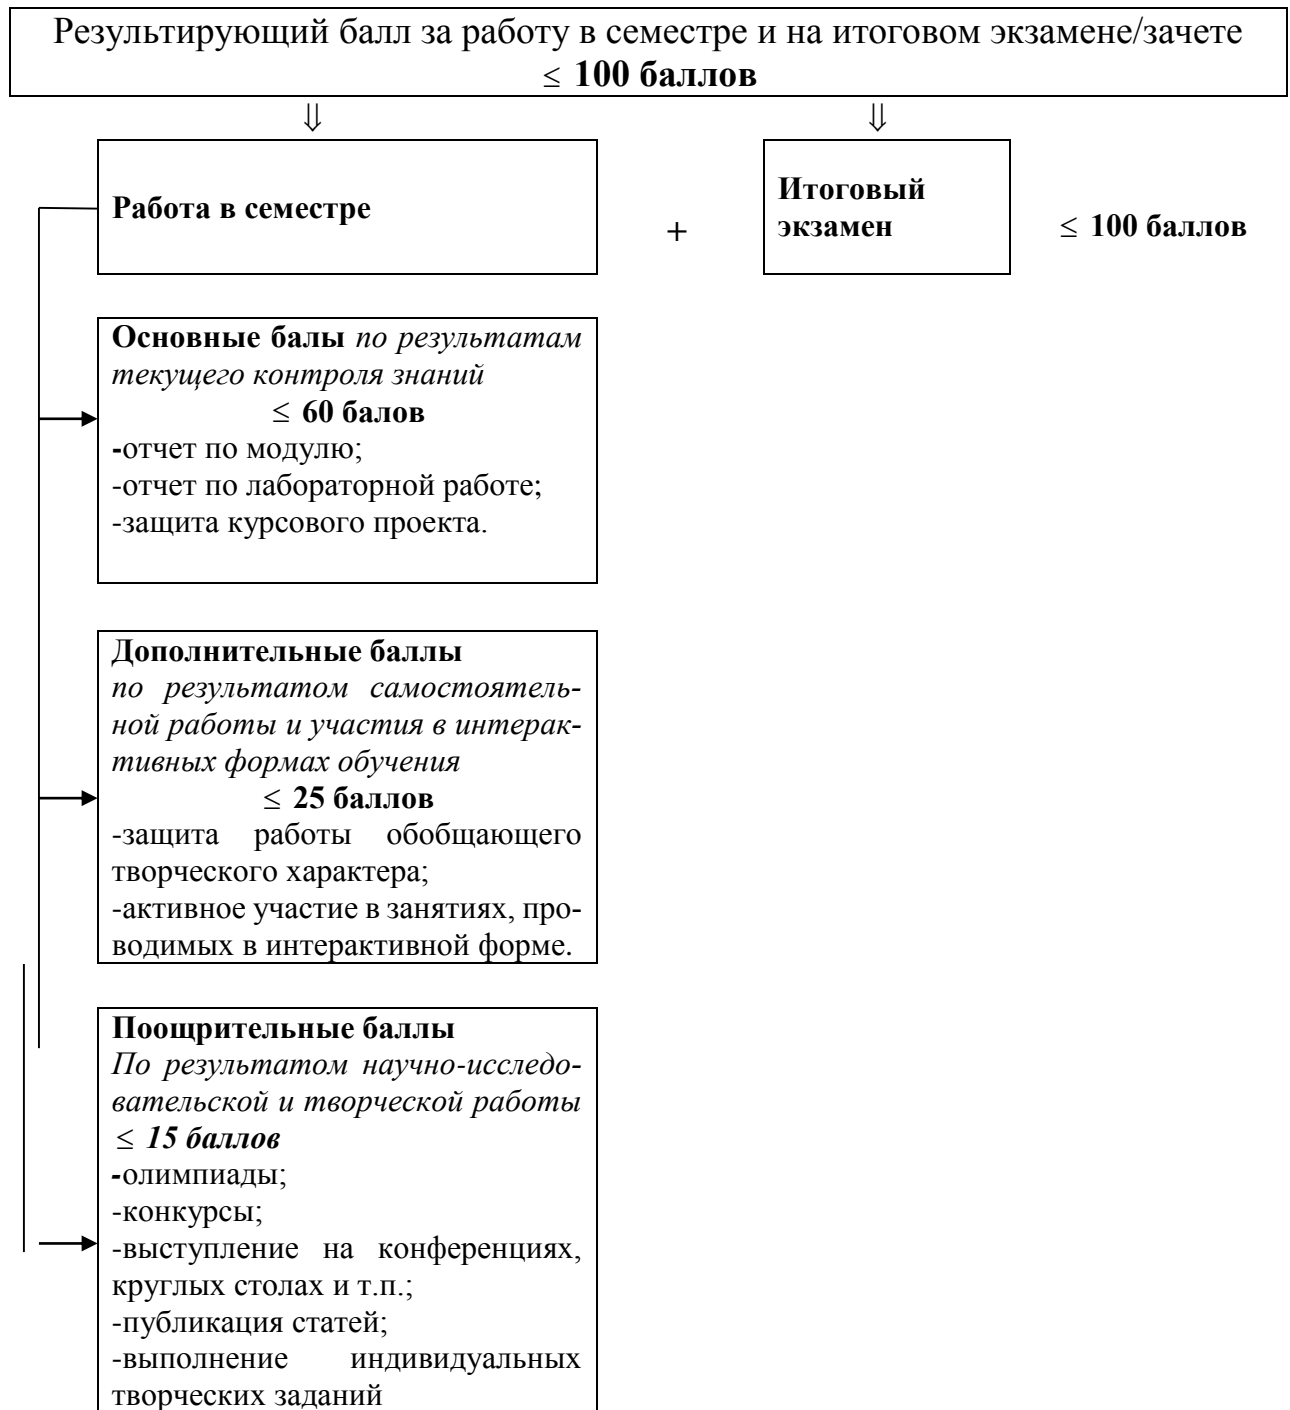 Результирующий балл за работу в семестре и на итоговом экзамене/зачете
≤ 100 баллов
⇓ ⇓
Работа в семестре
+
Итоговый
экзамен
≤ 100 баллов
Основные балы по результатам
текущего контроля знаний
≤ 60 балов
-отчет по модулю;
-отчет по лабораторной работе;
-защита курсового проекта.
Дополнительные баллы
по результатом самостоятель-
ной работы и участия в интерак-
тивных формах обучения
≤ 25 баллов
-защита работы обобщающего
творческого характера;
-активное участие в занятиях, про-
водимых в интерактивной форме.
Поощрительные баллы
По результатом научно-исследо-
вательской и творческой работы
≤ 15 баллов
-олимпиады;
-конкурсы;
-выступление на конференциях,
круглых столах и т.п.;
-публикация статей;
-выполнение индивидуальных
творческих заданий